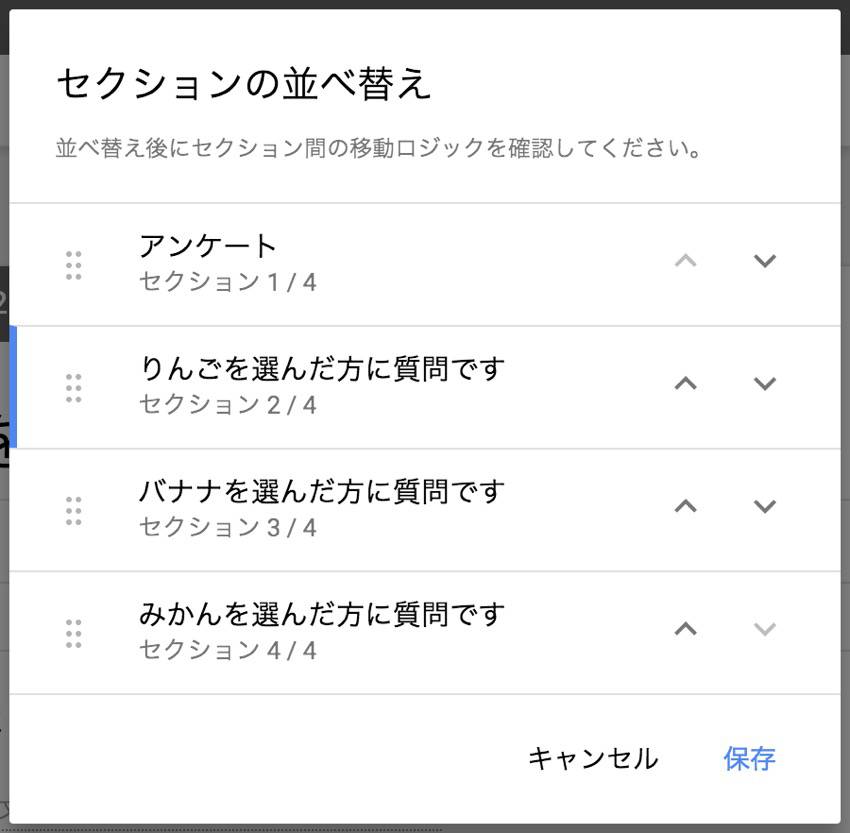 セクションの並べ替え
並べ替え後にセクション間の移動ロジックを確認してください。
アンケート
セクション 1 / 4
りんごを選んだ方に質問です
セクション 2 / 4
バナナを選んだ方に質問です
セクション 3 / 4
みかんを選んだ方に質問です
セクション 4 / 4
キャンセル
保存